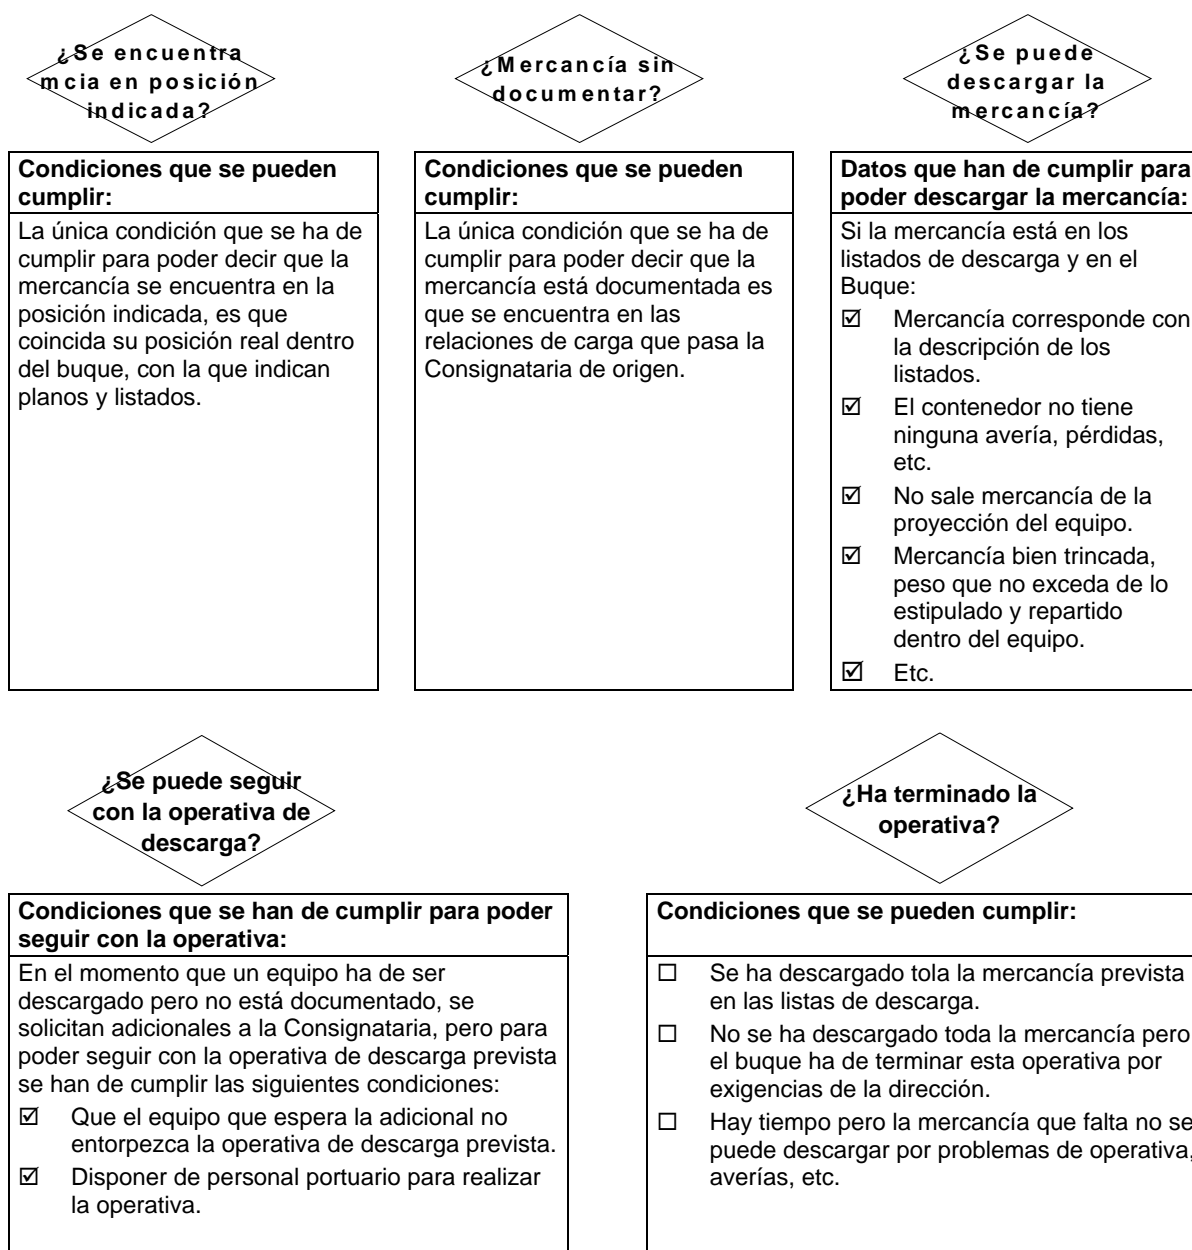 ¿Se encuentra
mcia en posición
indicada?
Condiciones que se pueden
cumplir:
La única condición que se ha de
cumplir para poder decir que la
mercancía se encuentra en la
posición indicada, es que
coincida su posición real dentro
del buque, con la que indican
planos y listados.
¿Mercancía sin
documentar?
Condiciones que se pueden
cumplir:
La única condición que se ha de
cumplir para poder decir que la
mercancía está documentada es
que se encuentra en las
relaciones de carga que pasa la
Consignataria de origen.
¿Se puede
descargar la
mercancía?
Datos que han de cumplir para
poder descargar la mercancía:
Si la mercancía está en los
listados de descarga y en el
Buque:
☑ Mercancía corresponde con
la descripción de los
listados.
☑ El contenedor no tiene
ninguna avería, pérdidas,
etc.
☑ No sale mercancía de la
proyección del equipo.
☑ Mercancía bien trincada,
peso que no exceda de lo
estipulado y repartido
dentro del equipo.
☑ Etc.
¿Se puede seguir
con la operativa de
descarga?
Condiciones que se han de cumplir para poder
seguir con la operativa:
En el momento que un equipo ha de ser
descargado pero no está documentado, se
solicitan adicionales a la Consignataria, pero para
poder seguir con la operativa de descarga prevista
se han de cumplir las siguientes condiciones:
☑ Que el equipo que espera la adicional no
entorpezca la operativa de descarga prevista.
☑ Disponer de personal portuario para realizar
la operativa.
¿Ha terminado la
operativa?
Condiciones que se pueden cumplir:
☐ Se ha descargado tola la mercancía prevista
en las listas de descarga.
☐ No se ha descargado toda la mercancía pero
el buque ha de terminar esta operativa por
exigencias de la dirección.
☐ Hay tiempo pero la mercancía que falta no se
puede descargar por problemas de operativa,
averías, etc.